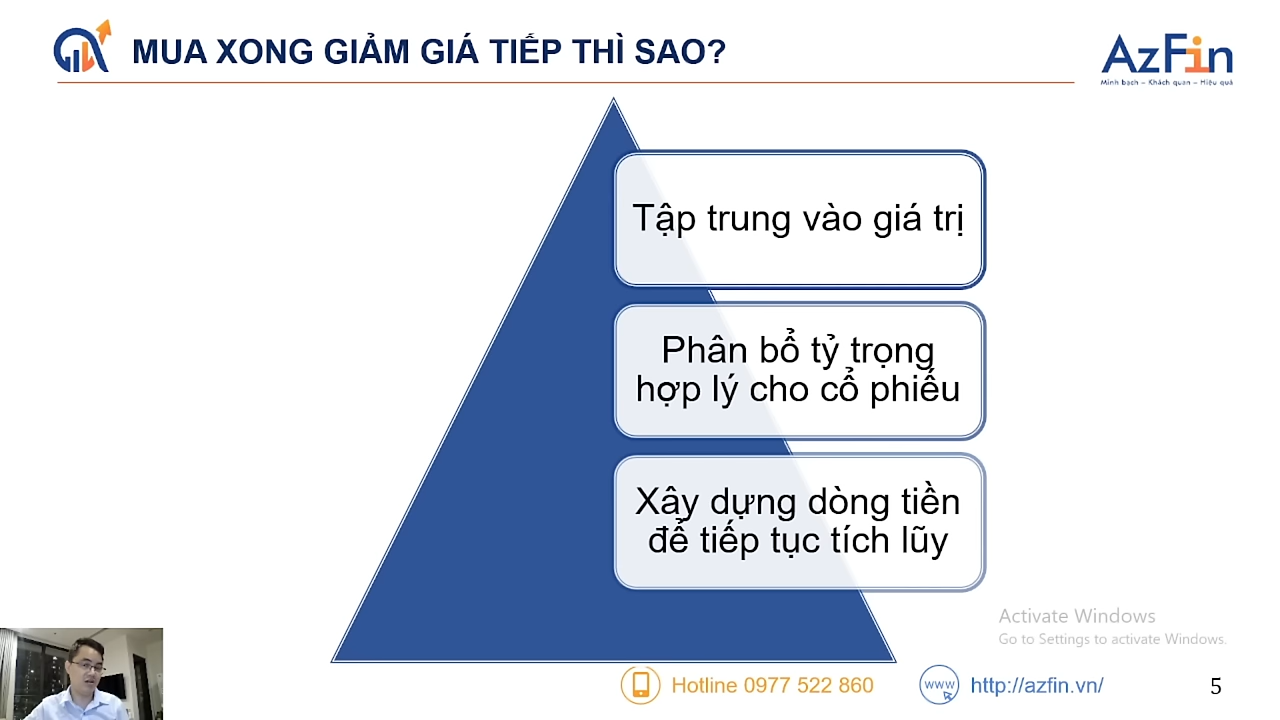 MUA XONG GIẢM GIÁ TIẾP THÌ SAO?
AzFin
Minh bạch – Khách quan – Hiệu quả
Tập trung vào giá trị
Phân bổ tỷ trọng
hợp lý cho cổ phiếu
Xây dựng dòng tiền
để tiếp tục tích lũy
Activate Windows
Go to Settings to activate Windows.
Hotline 0977 522 860
www
http://azfin.vn/
5